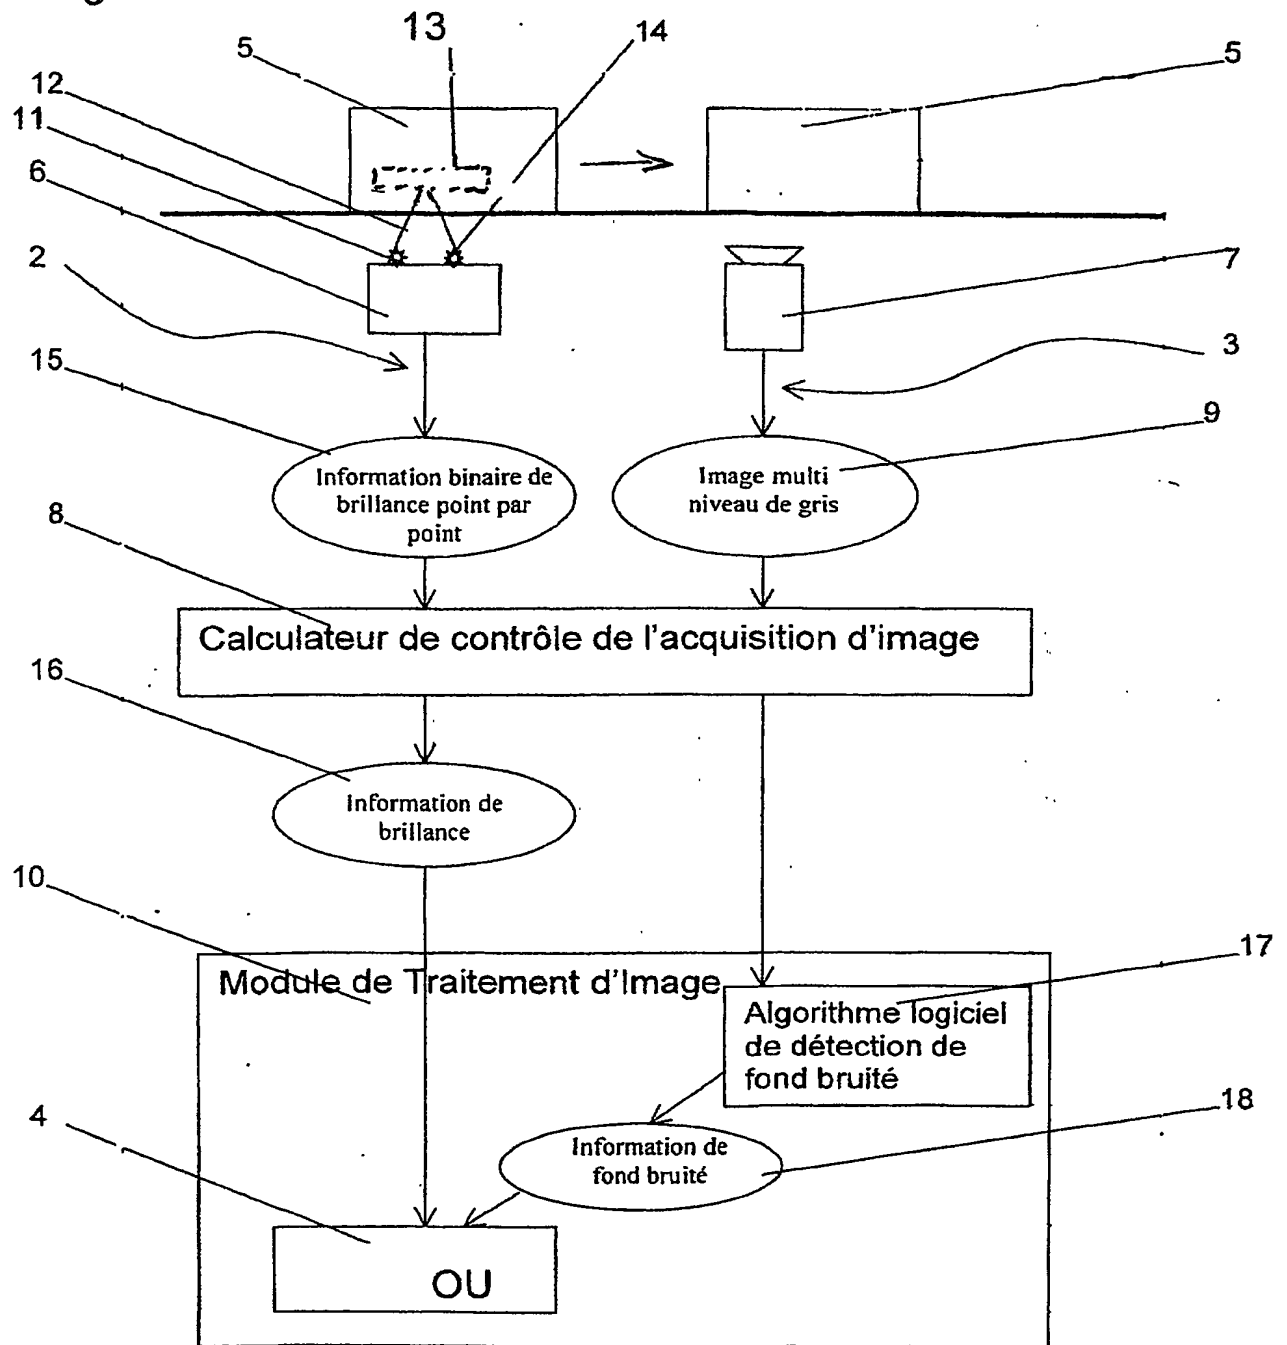 13
14
5
5
12
11
6
2
7
3
15
9
Information binaire de
brillance point par
point
Image multi
niveau de gris
8
Calculateur de contrôle de l'acquisition d'image
16
Information de
brillance
10
17
Module de Traitement d'Image
Algorithme logiciel
de détection de
fond bruité
4
18
Information de
fond bruité
OU